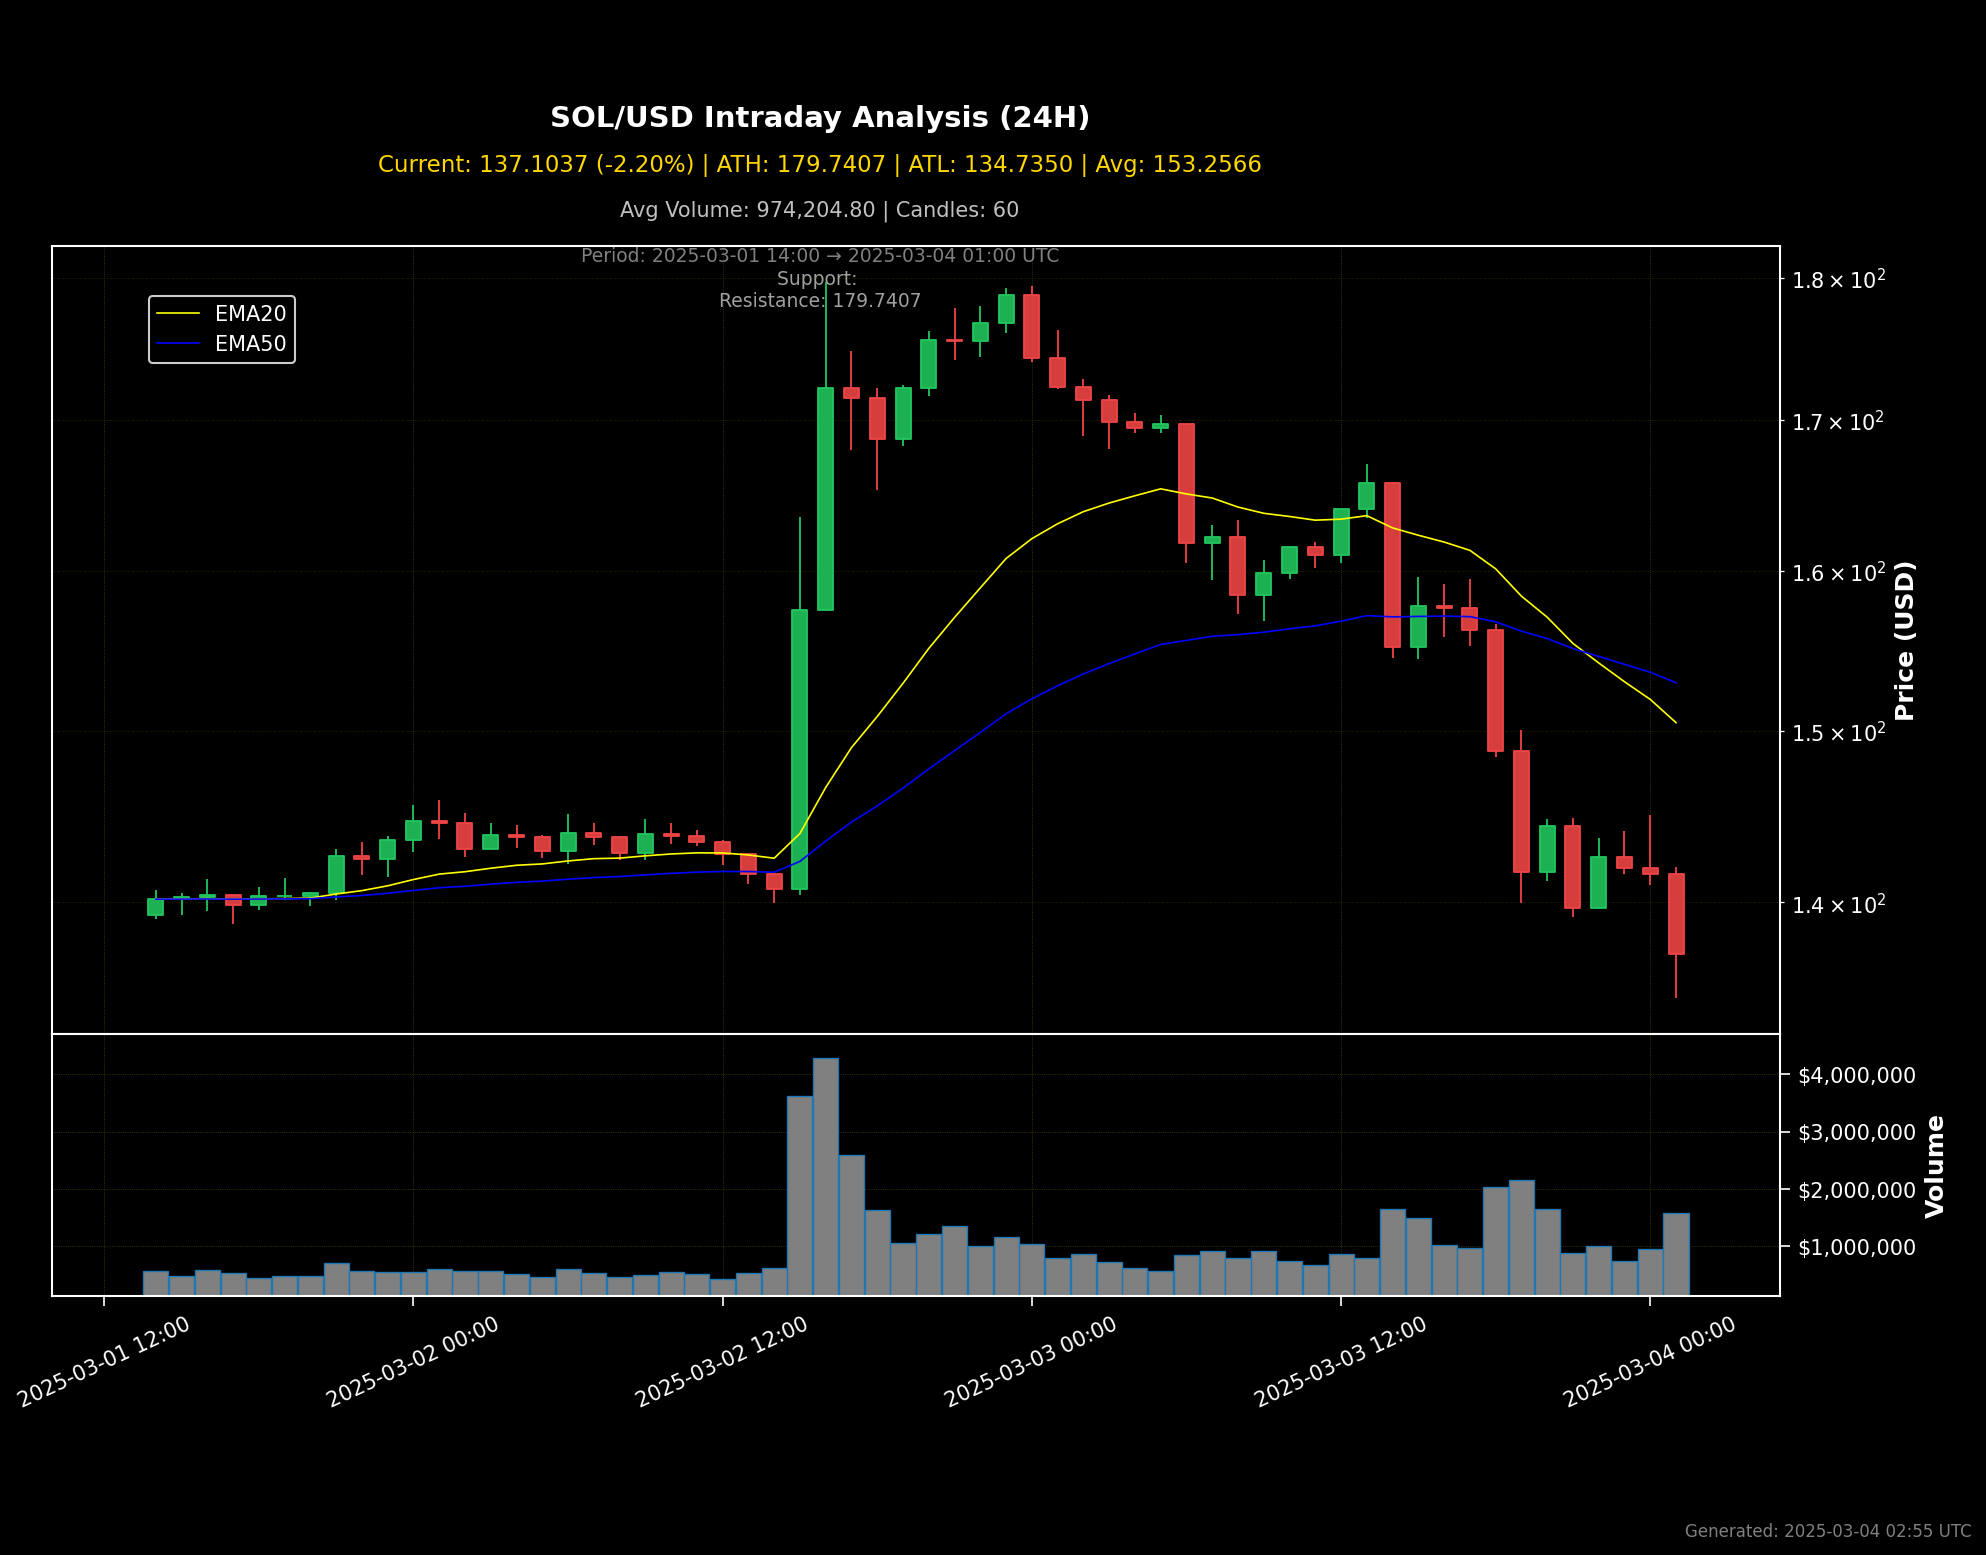 SOL/USD Intraday Analysis (24H)
Current: 137.1037 (-2.20%) | ATH: 179.7407 | ATL: 134.7350 | Avg: 153.2566
Avg Volume: 974,204.80 | Candles: 60
Period: 2025-03-01 14:00 → 2025-03-04 01:00 UTC
Support:
Resistance: 179.7407
EMA20
EMA50
1.8 × 10²
1.7 × 10²
1.6 × 10²
1.5 × 10²
1.4 × 10²
Price (USD)
$4,000,000
$3,000,000
$2,000,000
$1,000,000
Volume
2025-03-01 12:00
2025-03-02 00:00
2025-03-02 12:00
2025-03-03 00:00
2025-03-03 12:00
2025-03-04 00:00
Generated: 2025-03-04 02:55 UTC